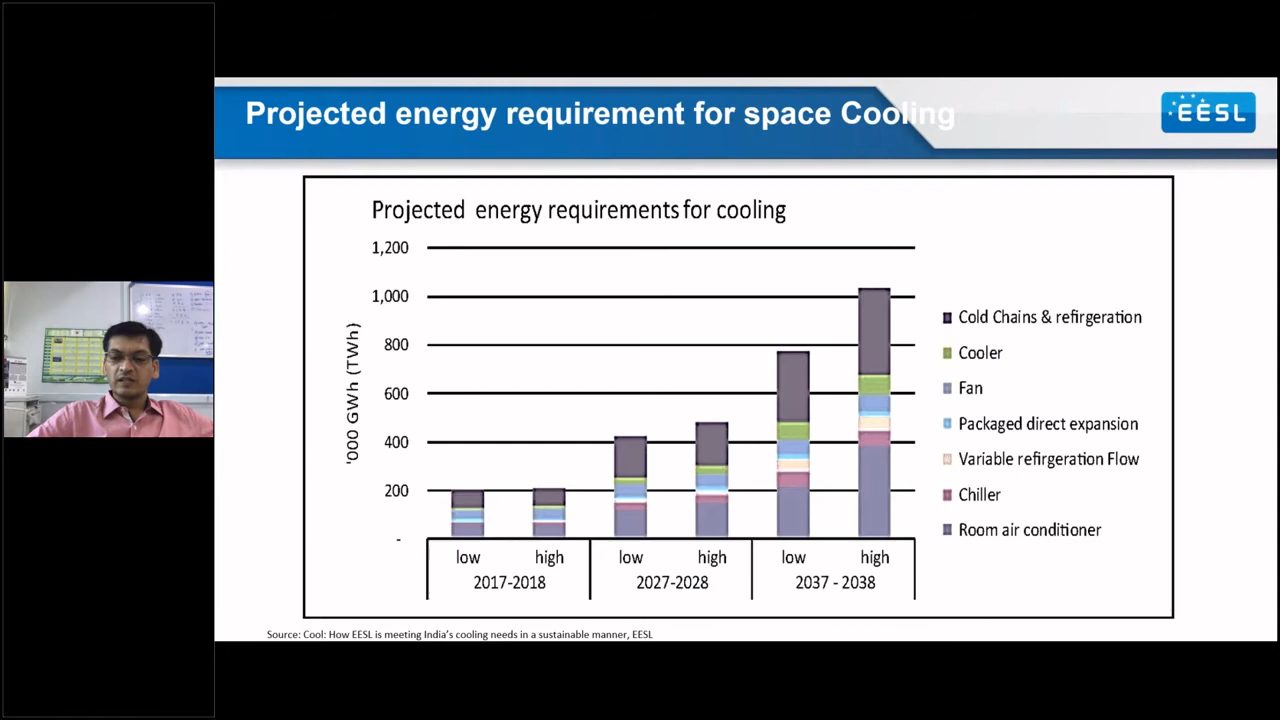 Projected energy requirement for space Cooling
EESL
Projected energy requirements for cooling
1,200
1,000
800
600
400
200
-
'000 GWh (TWh)
low
high
low
high
low
high
2017-2018
2027-2028
2037 - 2038
Cold Chains & refirgeration
Cooler
Fan
Packaged direct expansion
Variable refirgeration Flow
Chiller
Room air conditioner
Source: Cool: How EESL is meeting India's cooling needs in a sustainable manner, EESL